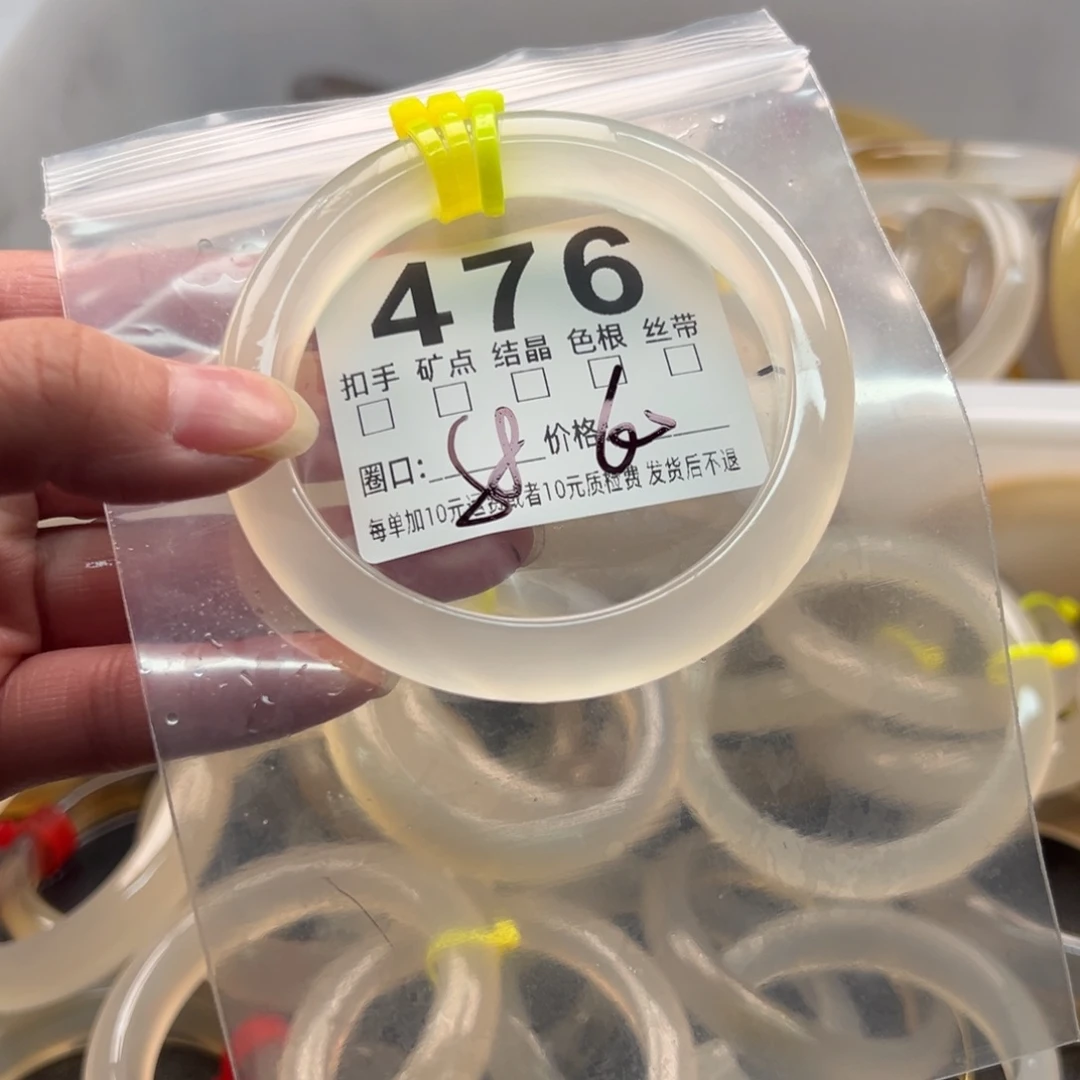 476
扣手 矿点 结晶 色根 丝带
圈口: 58 价格 60
每单加10元运费或者10元质检费 发货后不退